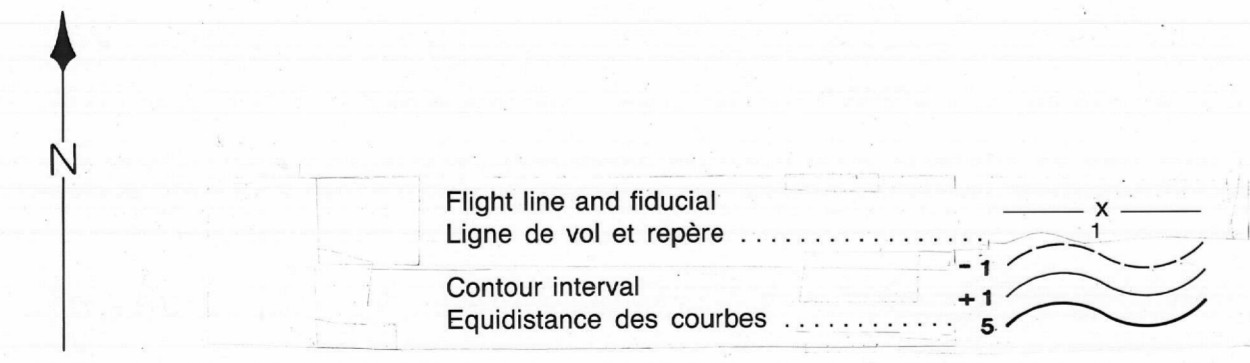 N
Flight line and fiducial
Ligne de vol et repère .................... X
1
- 1
Contour interval
+ 1
Equidistance des courbes ............ 5